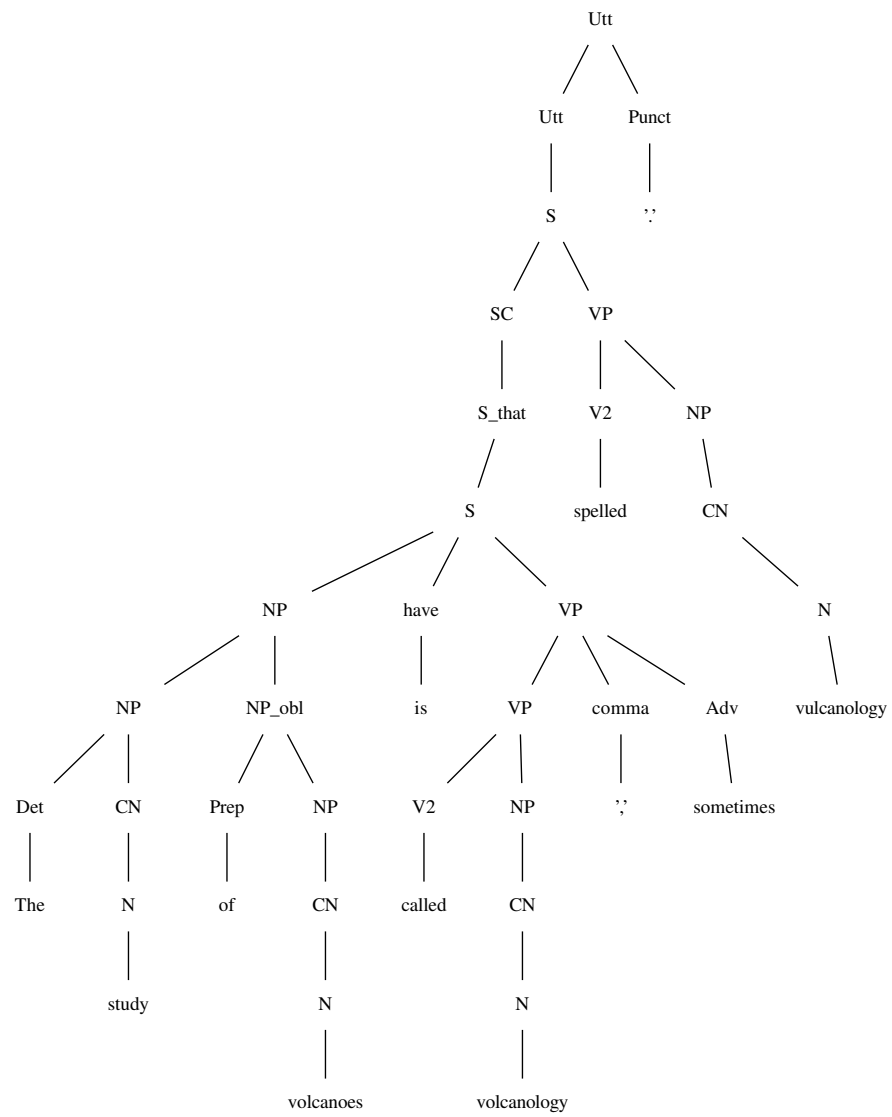 Utt
Utt Punct
S '.'
SC VP
S_that V2 NP
S spelled CN
NP have VP N
NP NP_obl is VP comma Adv vulcanology
Det CN Prep NP V2 NP ',' sometimes
The N of CN called CN
study N N
volcanoes volcanology